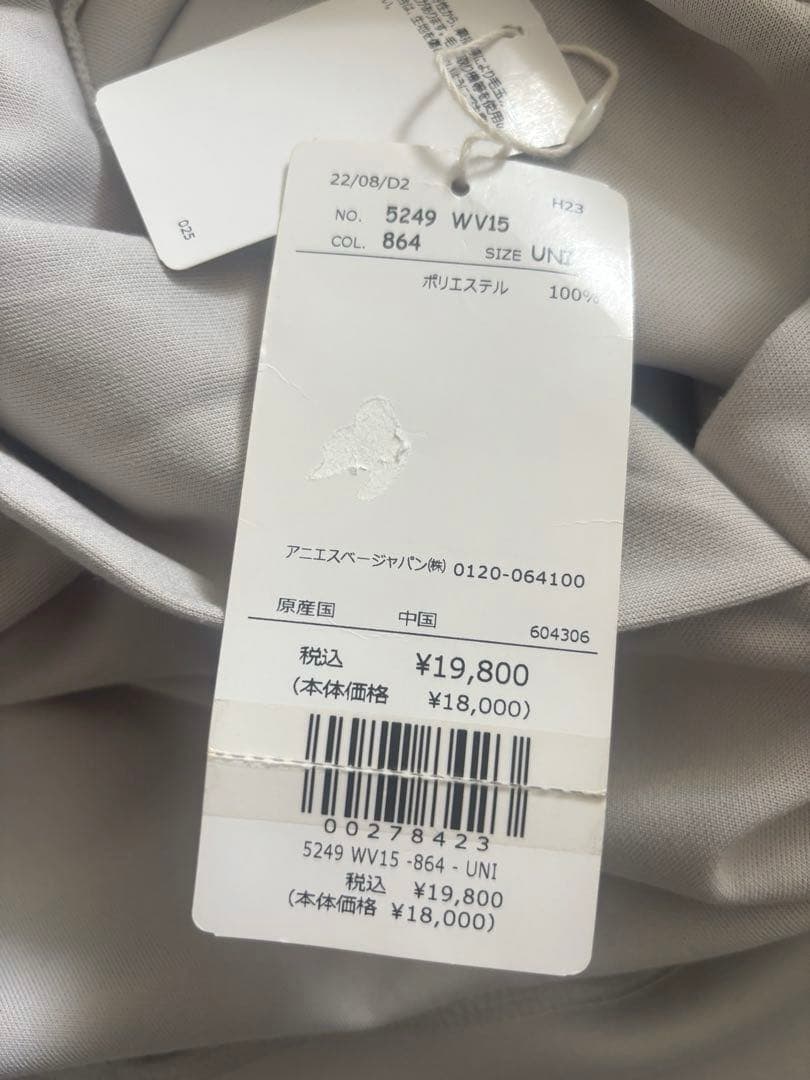 025
22/08/D2
H23
NO. 5249 WV15
COL. 864 SIZE UNI
ポリエステル 100%
アニエスベージャパン㈱ 0120-064100
原産国 中国 604306
税込 ¥19,800
(本体価格 ¥18,000)
00278423
5249 WV15 -864 - UNI
税込 ¥19,800
(本体価格 ¥18,000)